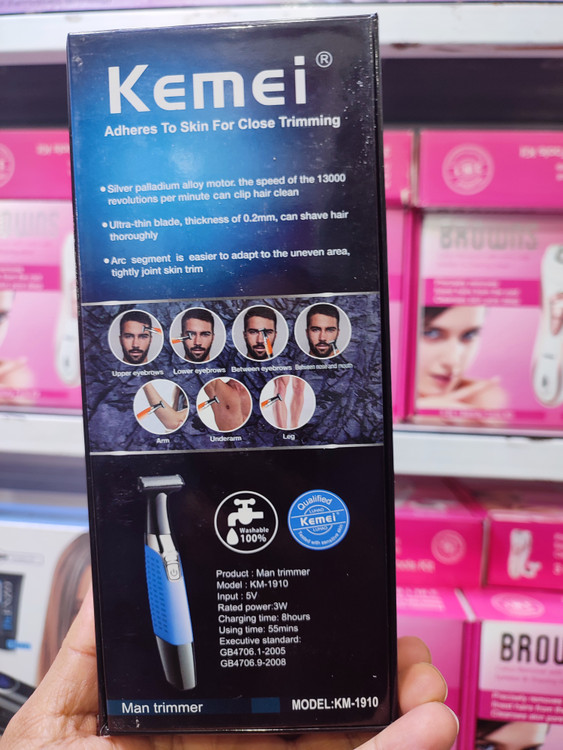 Kemei®
Adheres To Skin For Close Trimming
•Silver palladium alloy motor. the speed of the 13000
revolutions per minute can clip hair clean
•Ultra-thin blade, thickness of 0.2mm, can shave hair
thoroughly
•Arc segment is easier to adapt to the uneven area,
tightly joint skin trim
Upper eyebrows
Lower eyebrows
Between eyebrows
Between nose and mouth
Arm
Underarm
Leg
Washable
100%
Qualified
Kemei
Product : Man trimmer
Model : KM-1910
Input : 5V
Rated power:3W
Charging time: 8hours
Using time: 55mins
Executive standard:
GB4706.1-2005
GB4706.9-2008
Man trimmer
MODEL:KM-1910
BROWNS
BROW